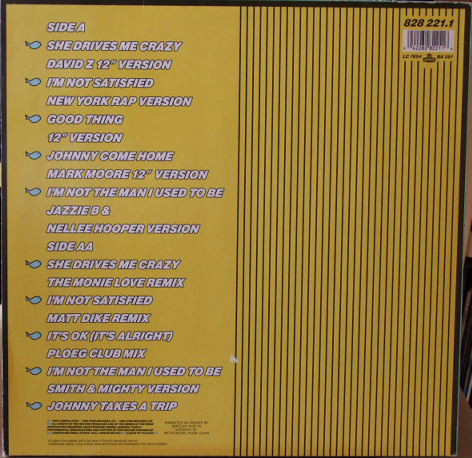 SIDE A
828 221.1
SHE DRIVES ME CRAZY
DAVID Z 12" VERSION
I'M NOT SATISFIED
NEW YORK RAP VERSION
GOOD THING
12" VERSION
JOHNNY COME HOME
MARK MOORE 12" VERSION
I'M NOT THE MAN I USED TO BE
JAZZIE B &
NELLEE HOOPER VERSION
SIDE AA
SHE DRIVES ME CRAZY
THE MONIE LOVE REMIX
I'M NOT SATISFIED
MATT DIKE REMIX
IT'S OK (IT'S ALRIGHT)
PLOEG CLUB MIX
I'M NOT THE MAN I USED TO BE
SMITH & MIGHTY VERSION
JOHNNY TAKES A TRIP